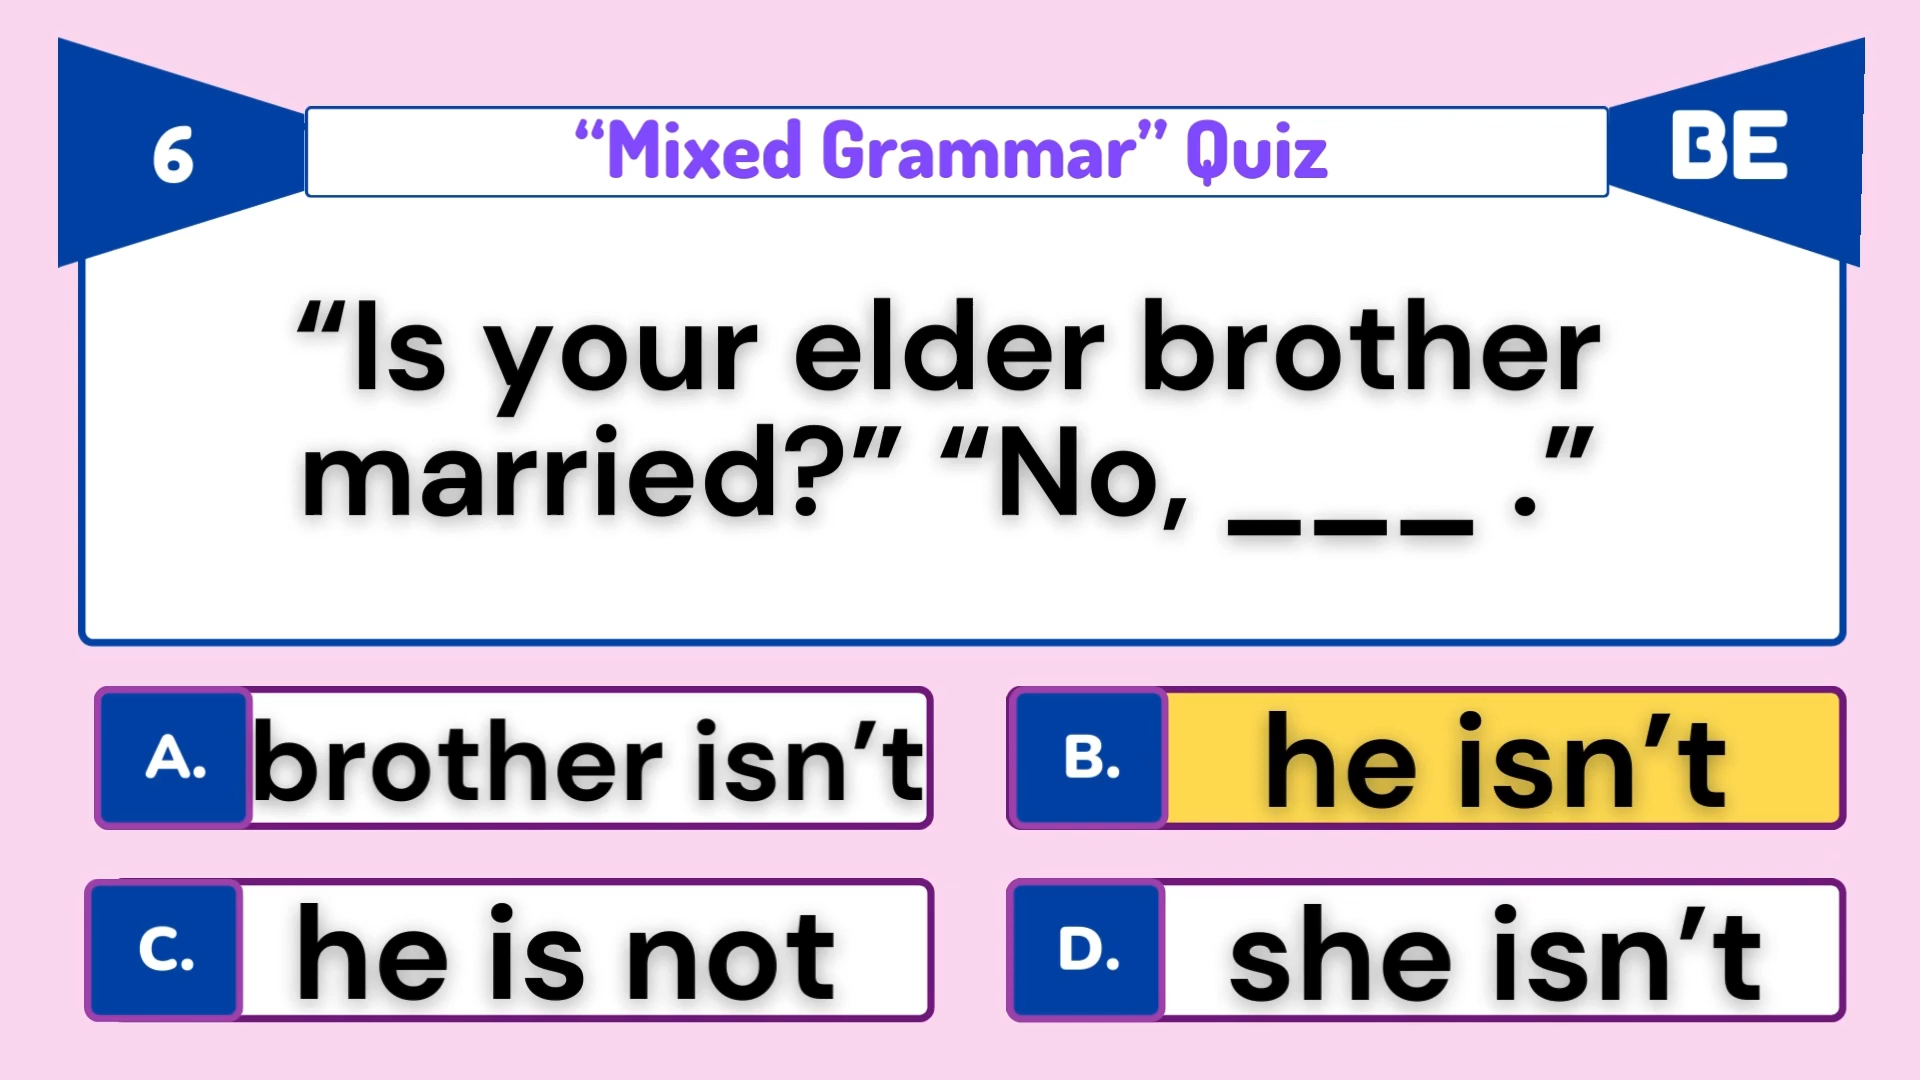 6
“Mixed Grammar” Quiz
BE
“Is your elder brother
married?” “No, ___ .”
A. brother isn’t
B. he isn’t
C. he is not
D. she isn’t